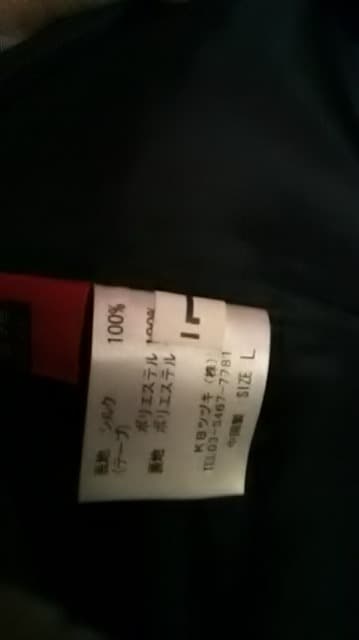 表地 シルク 100%
(テープ) ポリエステル 100%
裏地 ポリエステル
KBツヅキ(株)
TEL03-5467-7781
中国製 SIZE L